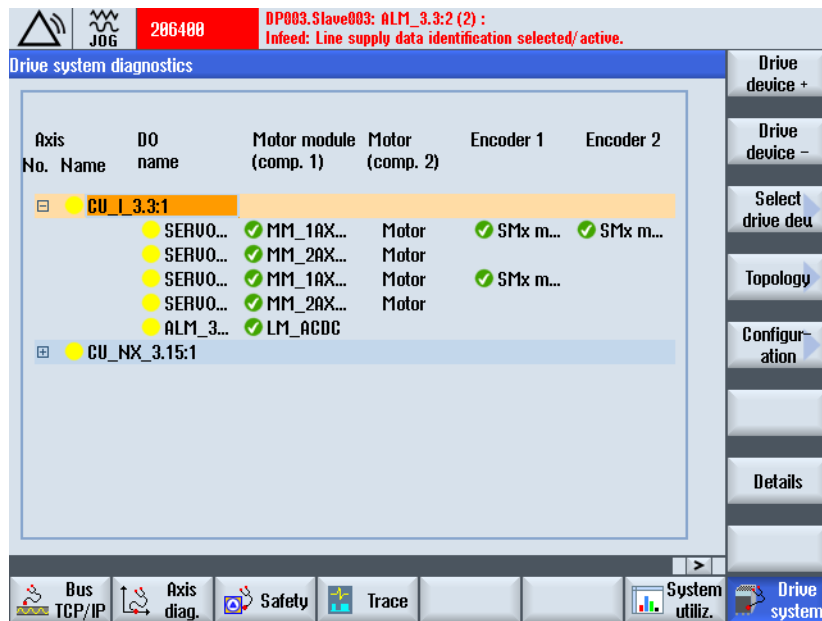 JOG
206400
DP003.Slave003: ALM_3.3:2 (2) :
Infeed: Line supply data identification selected/active.
Drive system diagnostics
Axis
No. Name
DO
name
Motor module
(comp. 1)
Motor
(comp. 2)
Encoder 1
Encoder 2
CU_I_3.3:1
SERVO... MM_1AX... Motor SMx m... SMx m...
SERVO... MM_2AX... Motor
SERVO... MM_1AX... Motor SMx m...
SERVO... MM_2AX... Motor
ALM_3... LM_ACDC
CU_NX_3.15:1
Drive
device +
Drive
device -
Select
drive dev
Topology
Configur-
ation
Details
>
Bus
TCP/IP
Axis
diag.
Safety
Trace
System
utiliz.
Drive
system